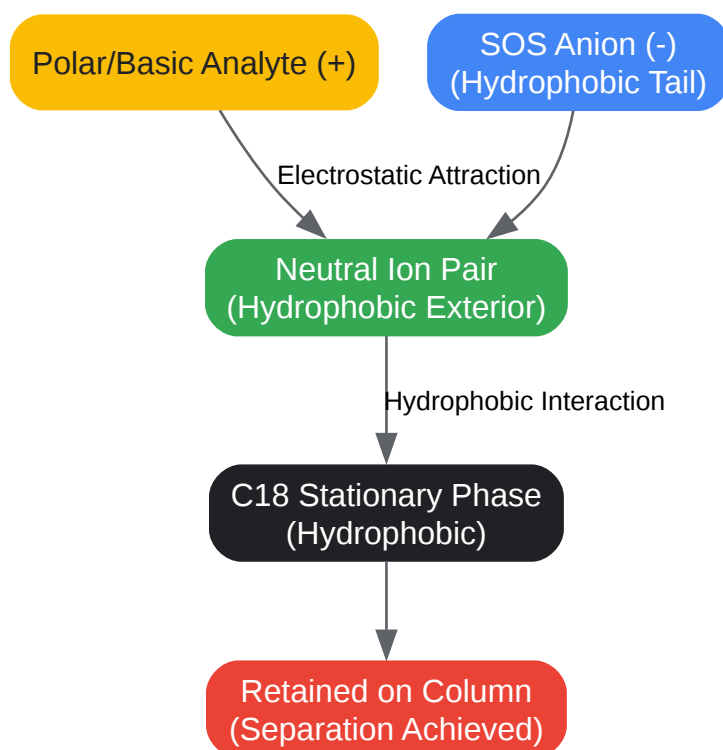 Polar/Basic Analyte (+)
SOS Anion (-)
(Hydrophobic Tail)
Electrostatic Attraction
Neutral Ion Pair
(Hydrophobic Exterior)
Hydrophobic Interaction
C18 Stationary Phase
(Hydrophobic)
Retained on Column
(Separation Achieved)